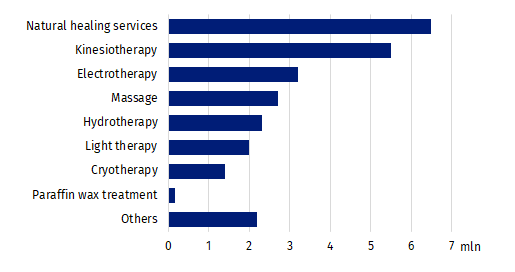 Natural healing services
Kinesiotherapy
Electrotherapy
Massage
Hydrotherapy
Light therapy
Cryotherapy
Paraffin wax treatment
Others
0 1 2 3 4 5 6 7 mln